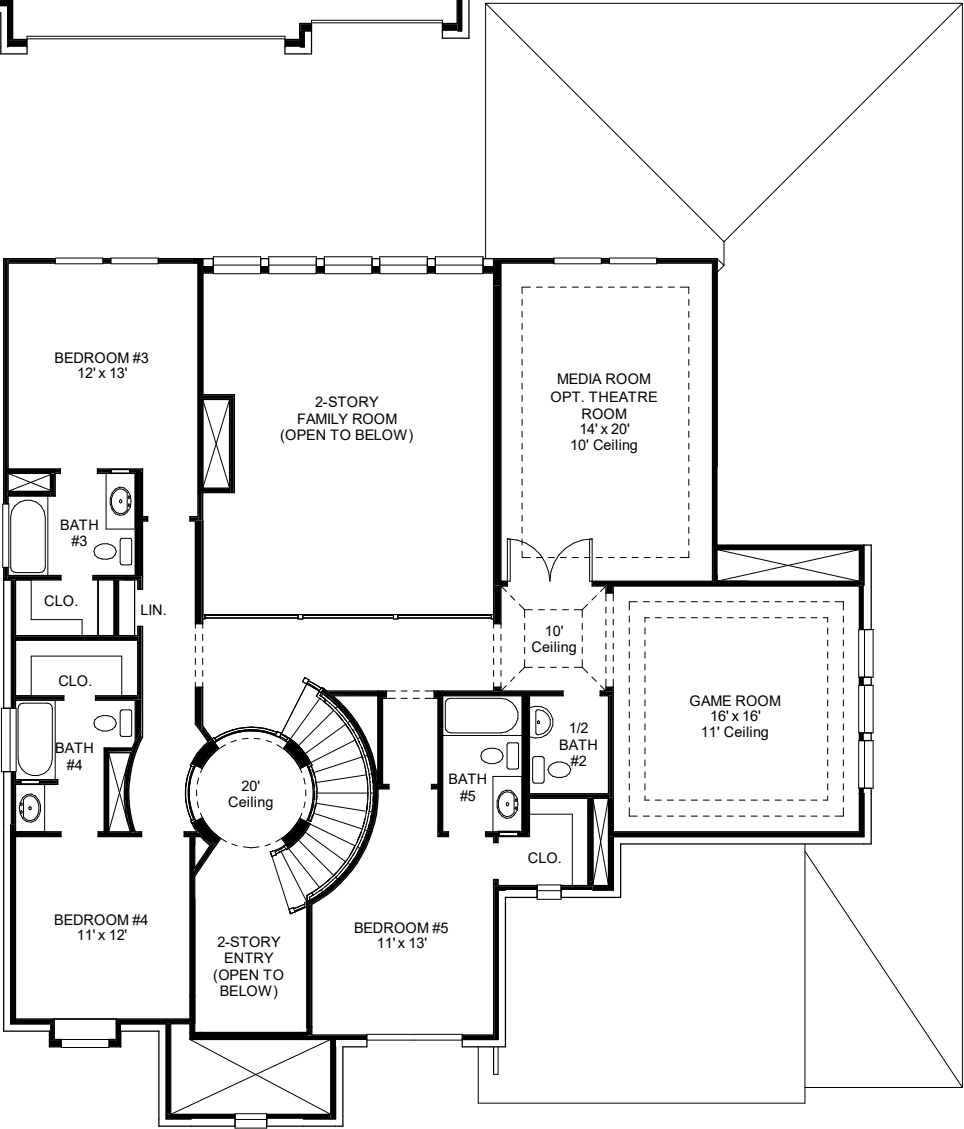 BEDROOM #3
12' x 13'
2-STORY
FAMILY ROOM
(OPEN TO BELOW)
MEDIA ROOM
OPT. THEATRE
ROOM
14' x 20'
10' Ceiling
BATH
#3
CLO.
LIN.
10'
Ceiling
CLO.
GAME ROOM
16' x 16'
11' Ceiling
BATH
#4
20'
Ceiling
BATH
#5
1/2
BATH
#2
CLO.
BEDROOM #4
11' x 12'
2-STORY
ENTRY
(OPEN TO
BELOW)
BEDROOM #5
11' x 13'